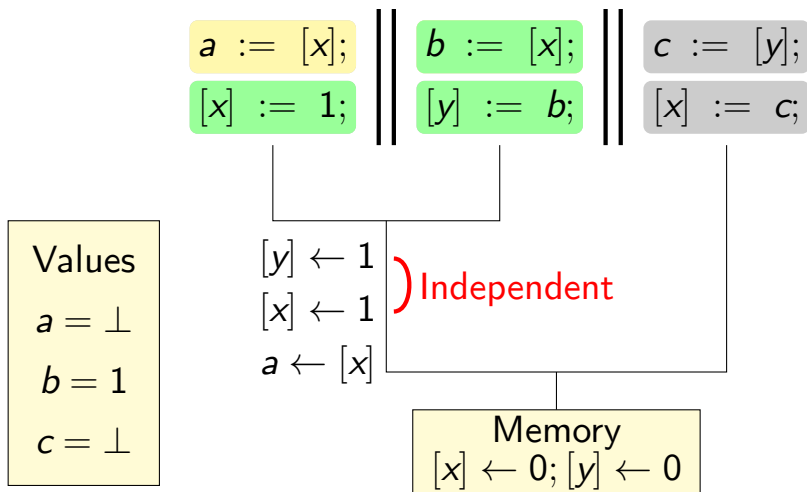 a := [x]; b := [x]; c := [y];
[x] := 1; [y] := b; [x] := c;
[y] ← 1
[x] ← 1
Independent
a ← [x]
Values
a = ⊥
b = 1
c = ⊥
Memory
[x] ← 0; [y] ← 0